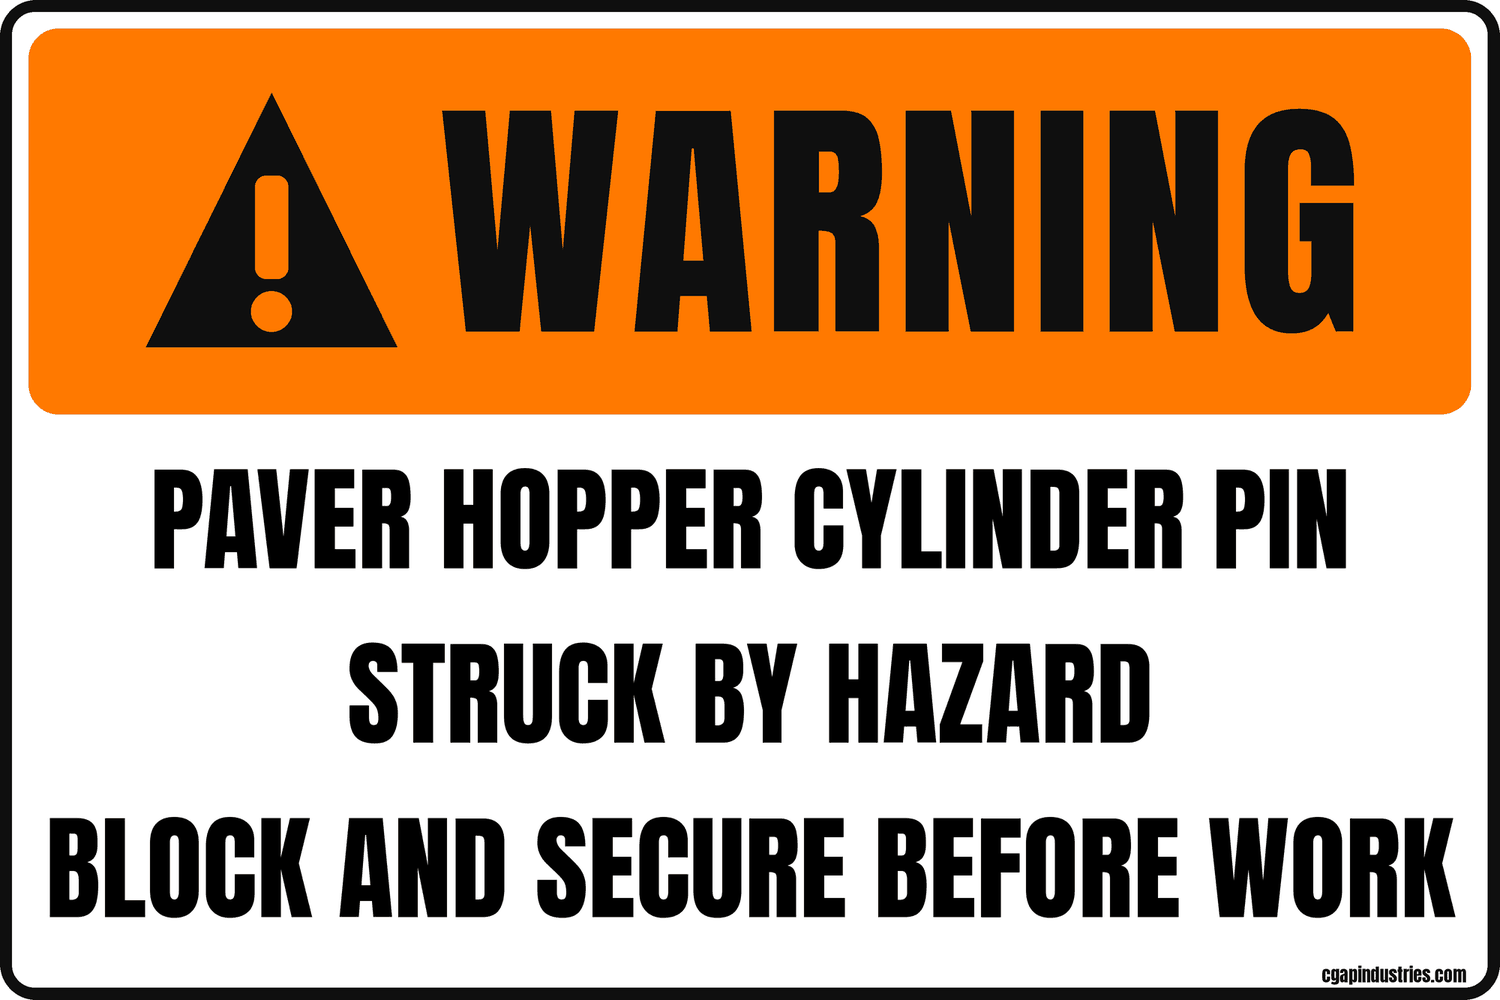 WARNING
PAVER HOPPER CYLINDER PIN
STRUCK BY HAZARD
BLOCK AND SECURE BEFORE WORK
cgapindustries.com